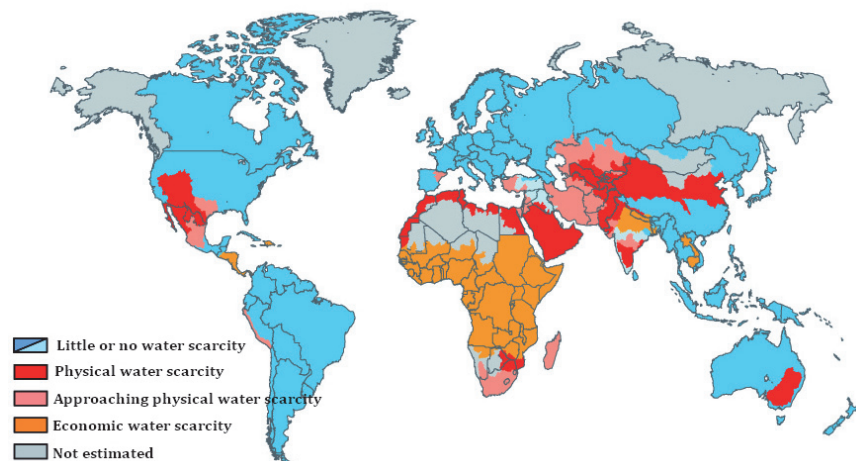 Little or no water scarcity
Physical water scarcity
Approaching physical water scarcity
Economic water scarcity
Not estimated